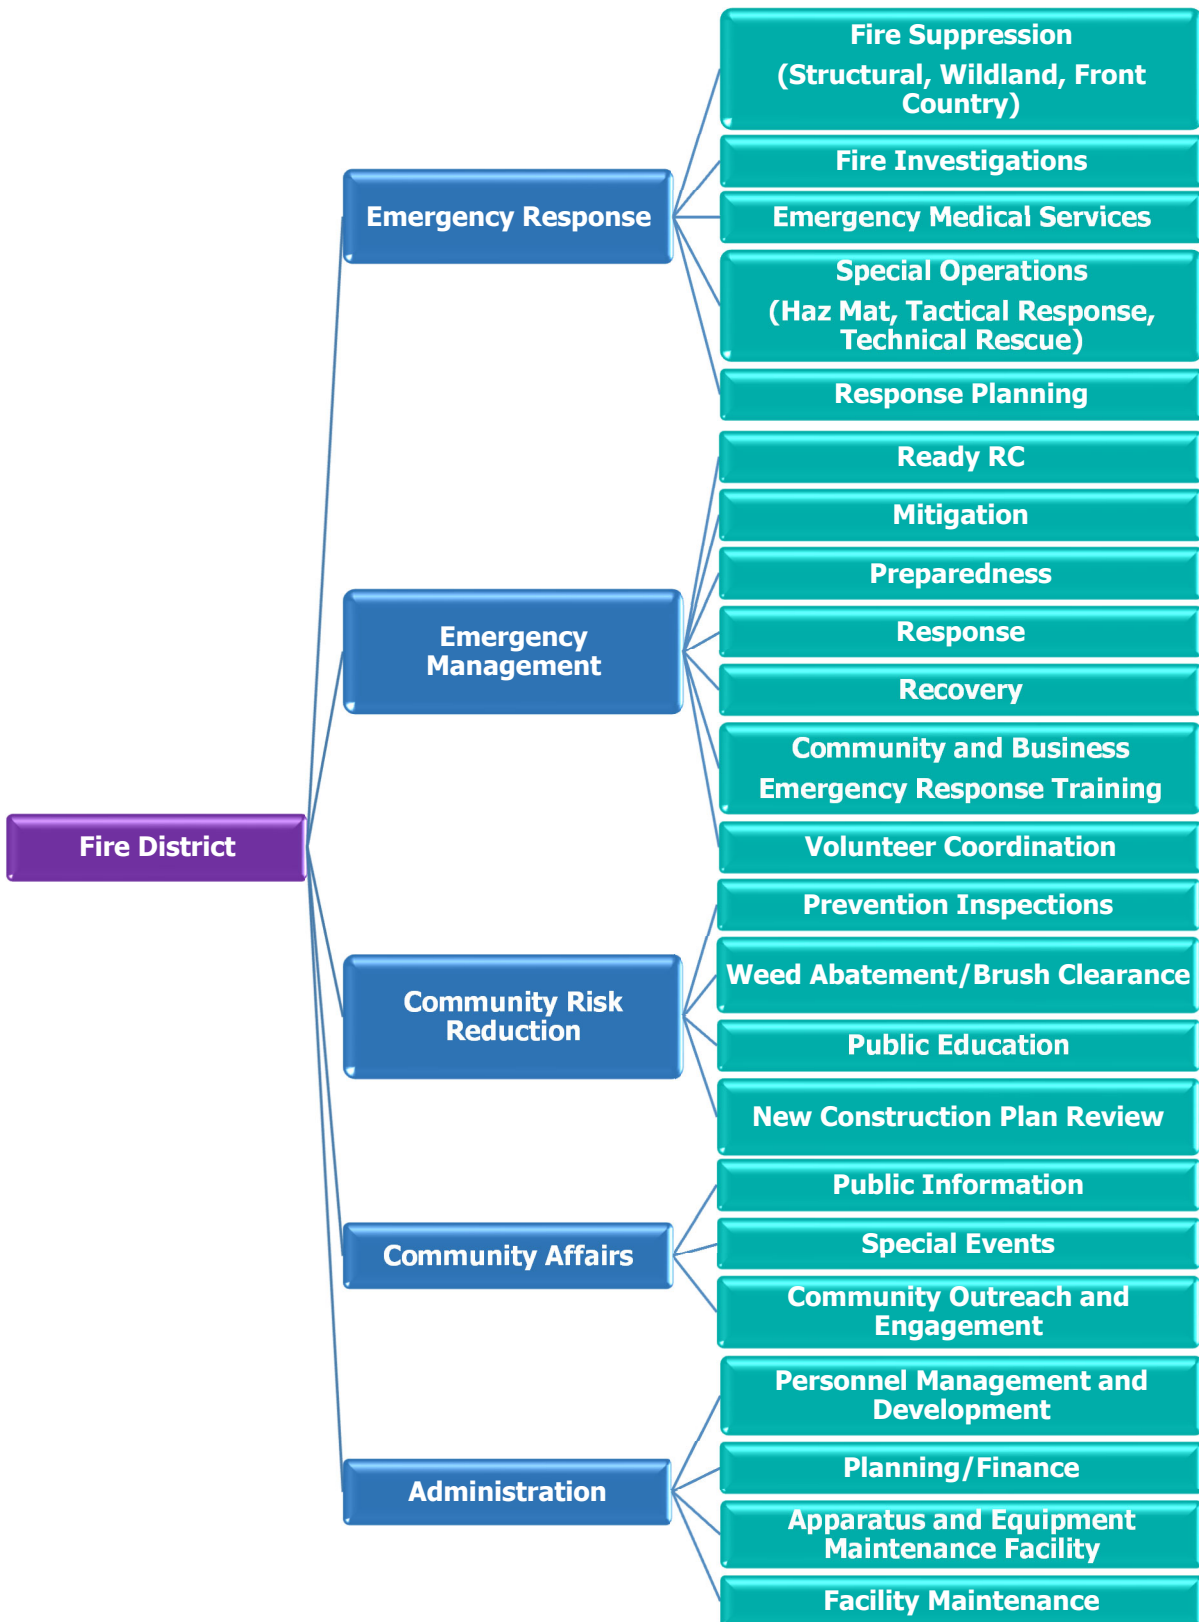 Fire District
Emergency Response
Fire Suppression
(Structural, Wildland, Front
Country)
Fire Investigations
Emergency Medical Services
Special Operations
(Haz Mat, Tactical Response,
Technical Rescue)
Response Planning
Emergency
Management
Ready RC
Mitigation
Preparedness
Response
Recovery
Community and Business
Emergency Response Training
Volunteer Coordination
Community Risk
Reduction
Prevention Inspections
Weed Abatement/Brush Clearance
Public Education
New Construction Plan Review
Community Affairs
Public Information
Special Events
Community Outreach and
Engagement
Administration
Personnel Management and
Development
Planning/Finance
Apparatus and Equipment
Maintenance Facility
Facility Maintenance